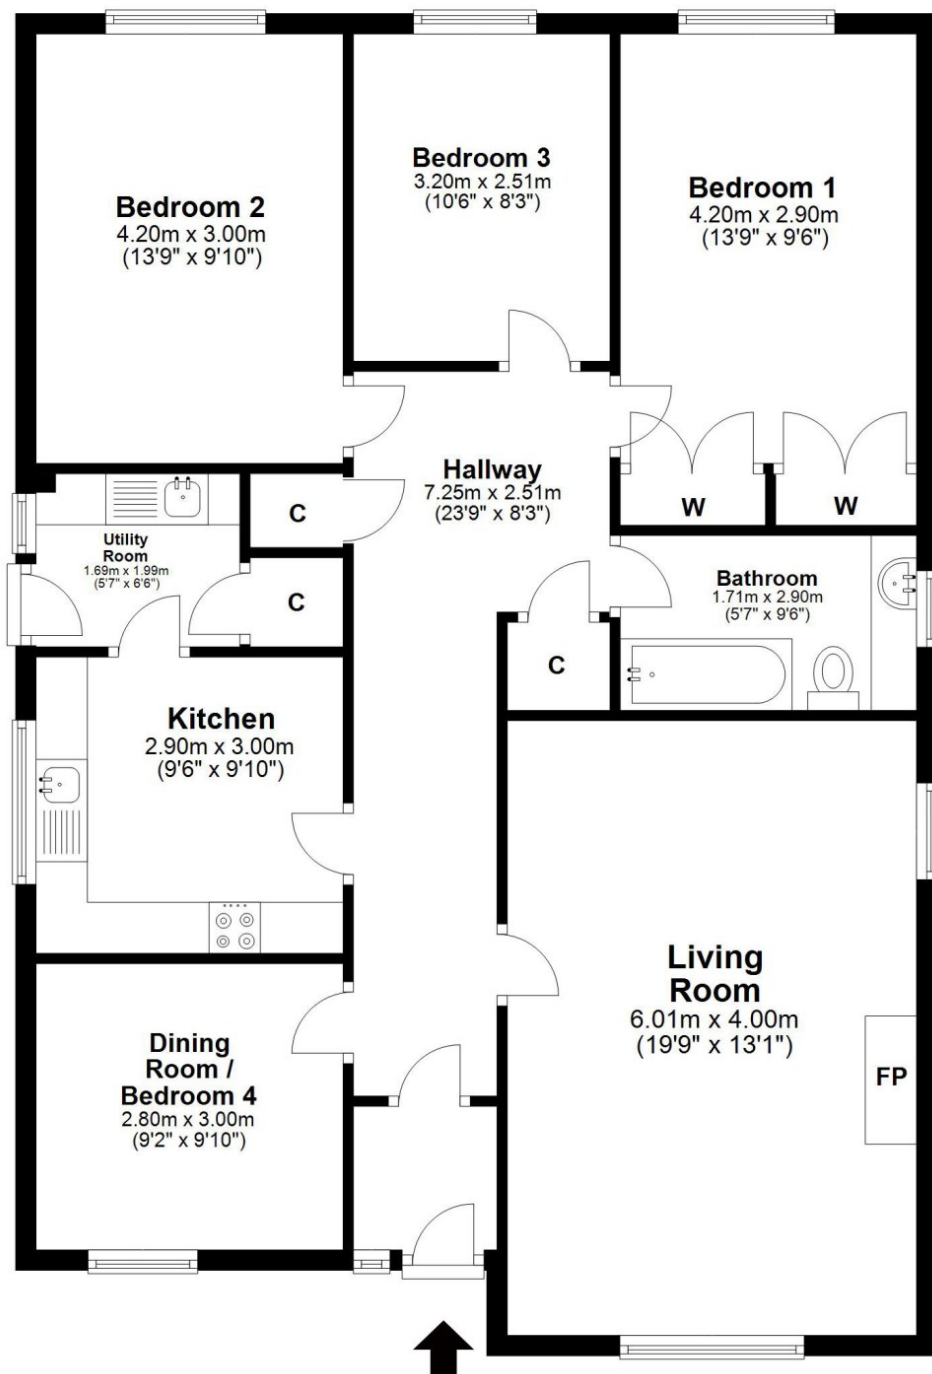 Bedroom 2
4.20m x 3.00m
(13'9" x 9'10")
Bedroom 3
3.20m x 2.51m
(10'6" x 8'3")
Bedroom 1
4.20m x 2.90m
(13'9" x 9'6")
Hallway
7.25m x 2.51m
(23'9" x 8'3")
W
W
C
Utility
Room
1.69m x 1.99m
(5'7" x 6'6")
C
Bathroom
1.71m x 2.90m
(5'7" x 9'6")
C
Kitchen
2.90m x 3.00m
(9'6" x 9'10")
Living
Room
6.01m x 4.00m
(19'9" x 13'1")
FP
Dining
Room /
Bedroom 4
2.80m x 3.00m
(9'2" x 9'10")